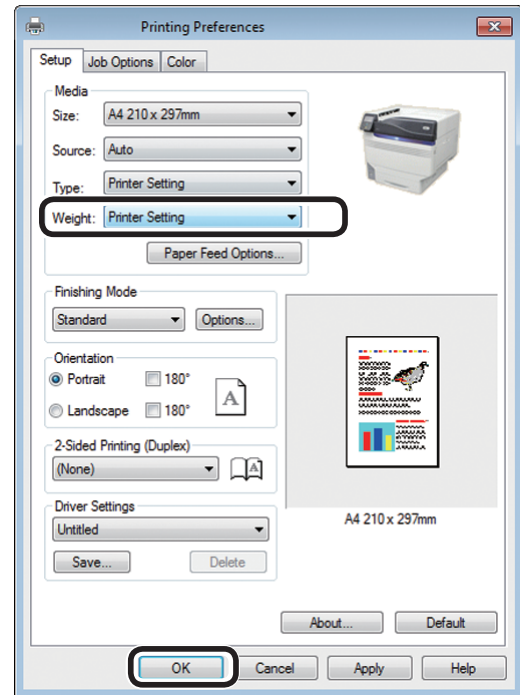 Printing Preferences
Setup Job Options Color
Media
Size: A4 210 x 297mm
Source: Auto
Type: Printer Setting
Weight: Printer Setting
Paper Feed Options...
Finishing Mode
Standard Options...
Orientation
Portrait 180°
Landscape 180°
A
2-Sided Printing (Duplex)
(None)
A
Driver Settings
Untitled
Save... Delete
A4 210 x 297mm
About... Default
OK Cancel Apply Help